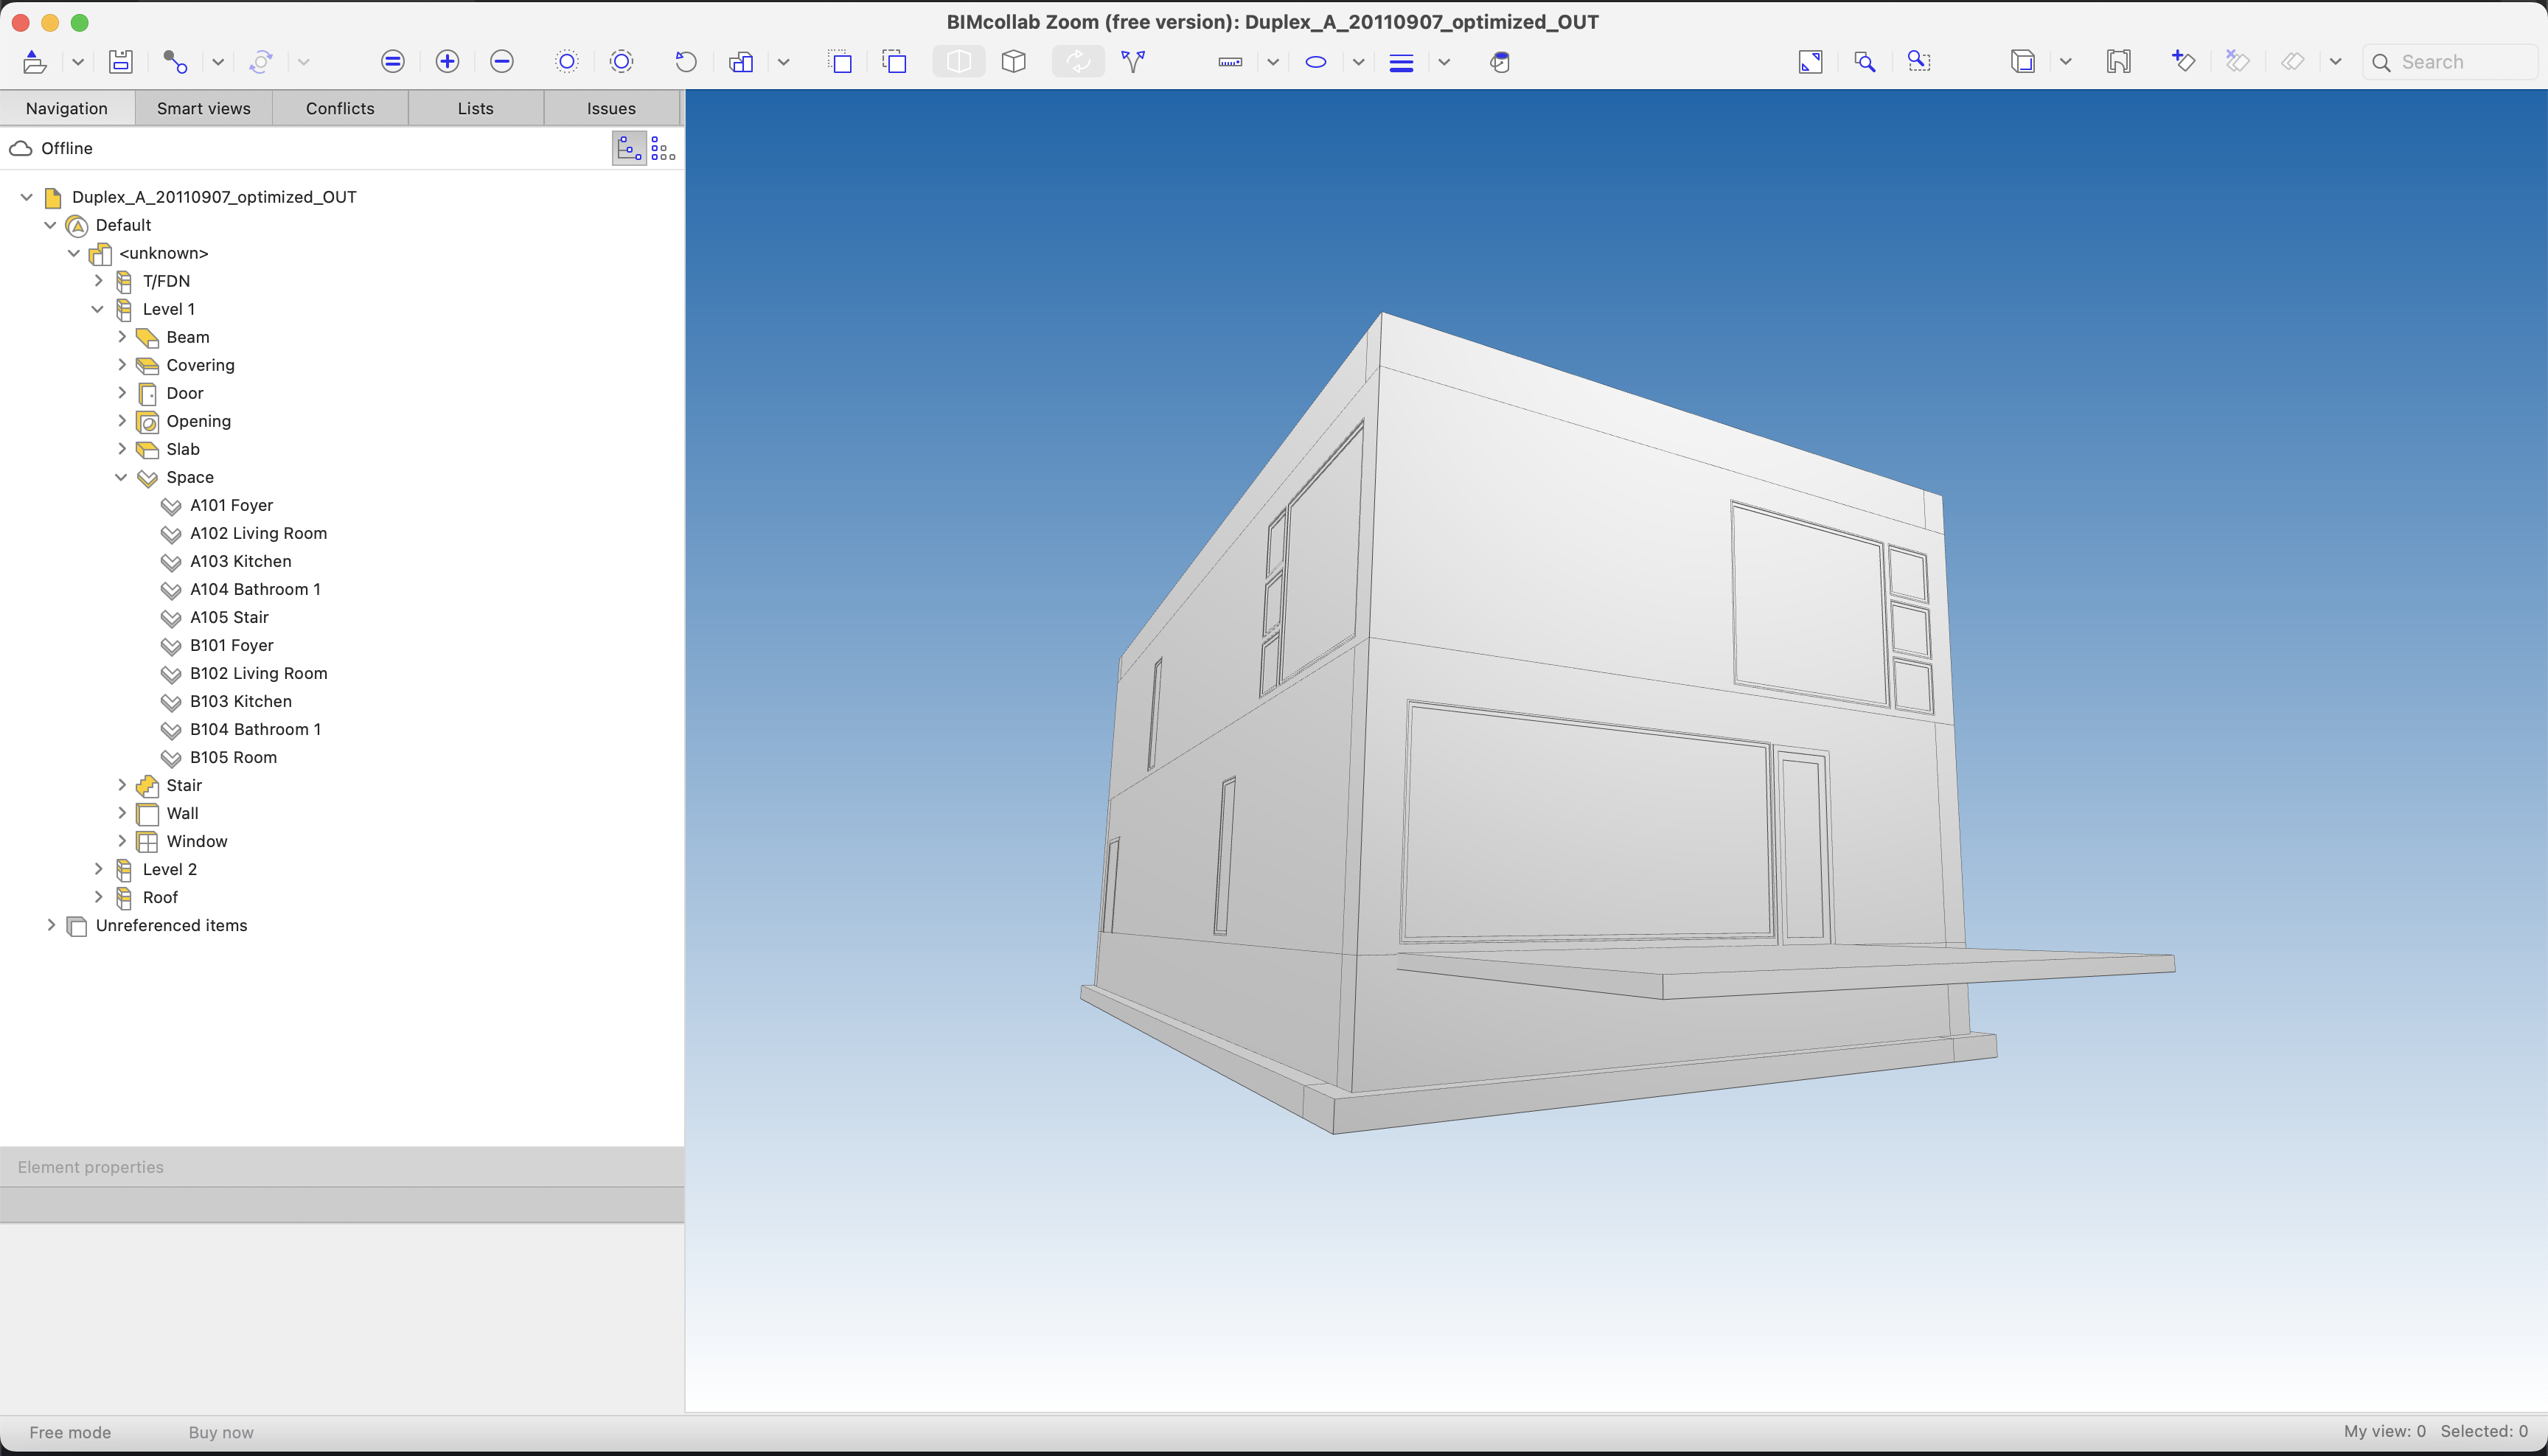 BIMcollab Zoom (free version): Duplex_A_20110907_optimized_OUT
Search
Navigation Smart views Conflicts Lists Issues
Offline
Duplex_A_20110907_optimized_OUT
Default
<unknown>
T/FDN
Level 1
Beam
Covering
Door
Opening
Slab
Space
A101 Foyer
A102 Living Room
A103 Kitchen
A104 Bathroom 1
A105 Stair
B101 Foyer
B102 Living Room
B103 Kitchen
B104 Bathroom 1
B105 Room
Stair
Wall
Window
Level 2
Roof
Unreferenced items
Element properties
Free mode Buy now My view: 0 Selected: 0